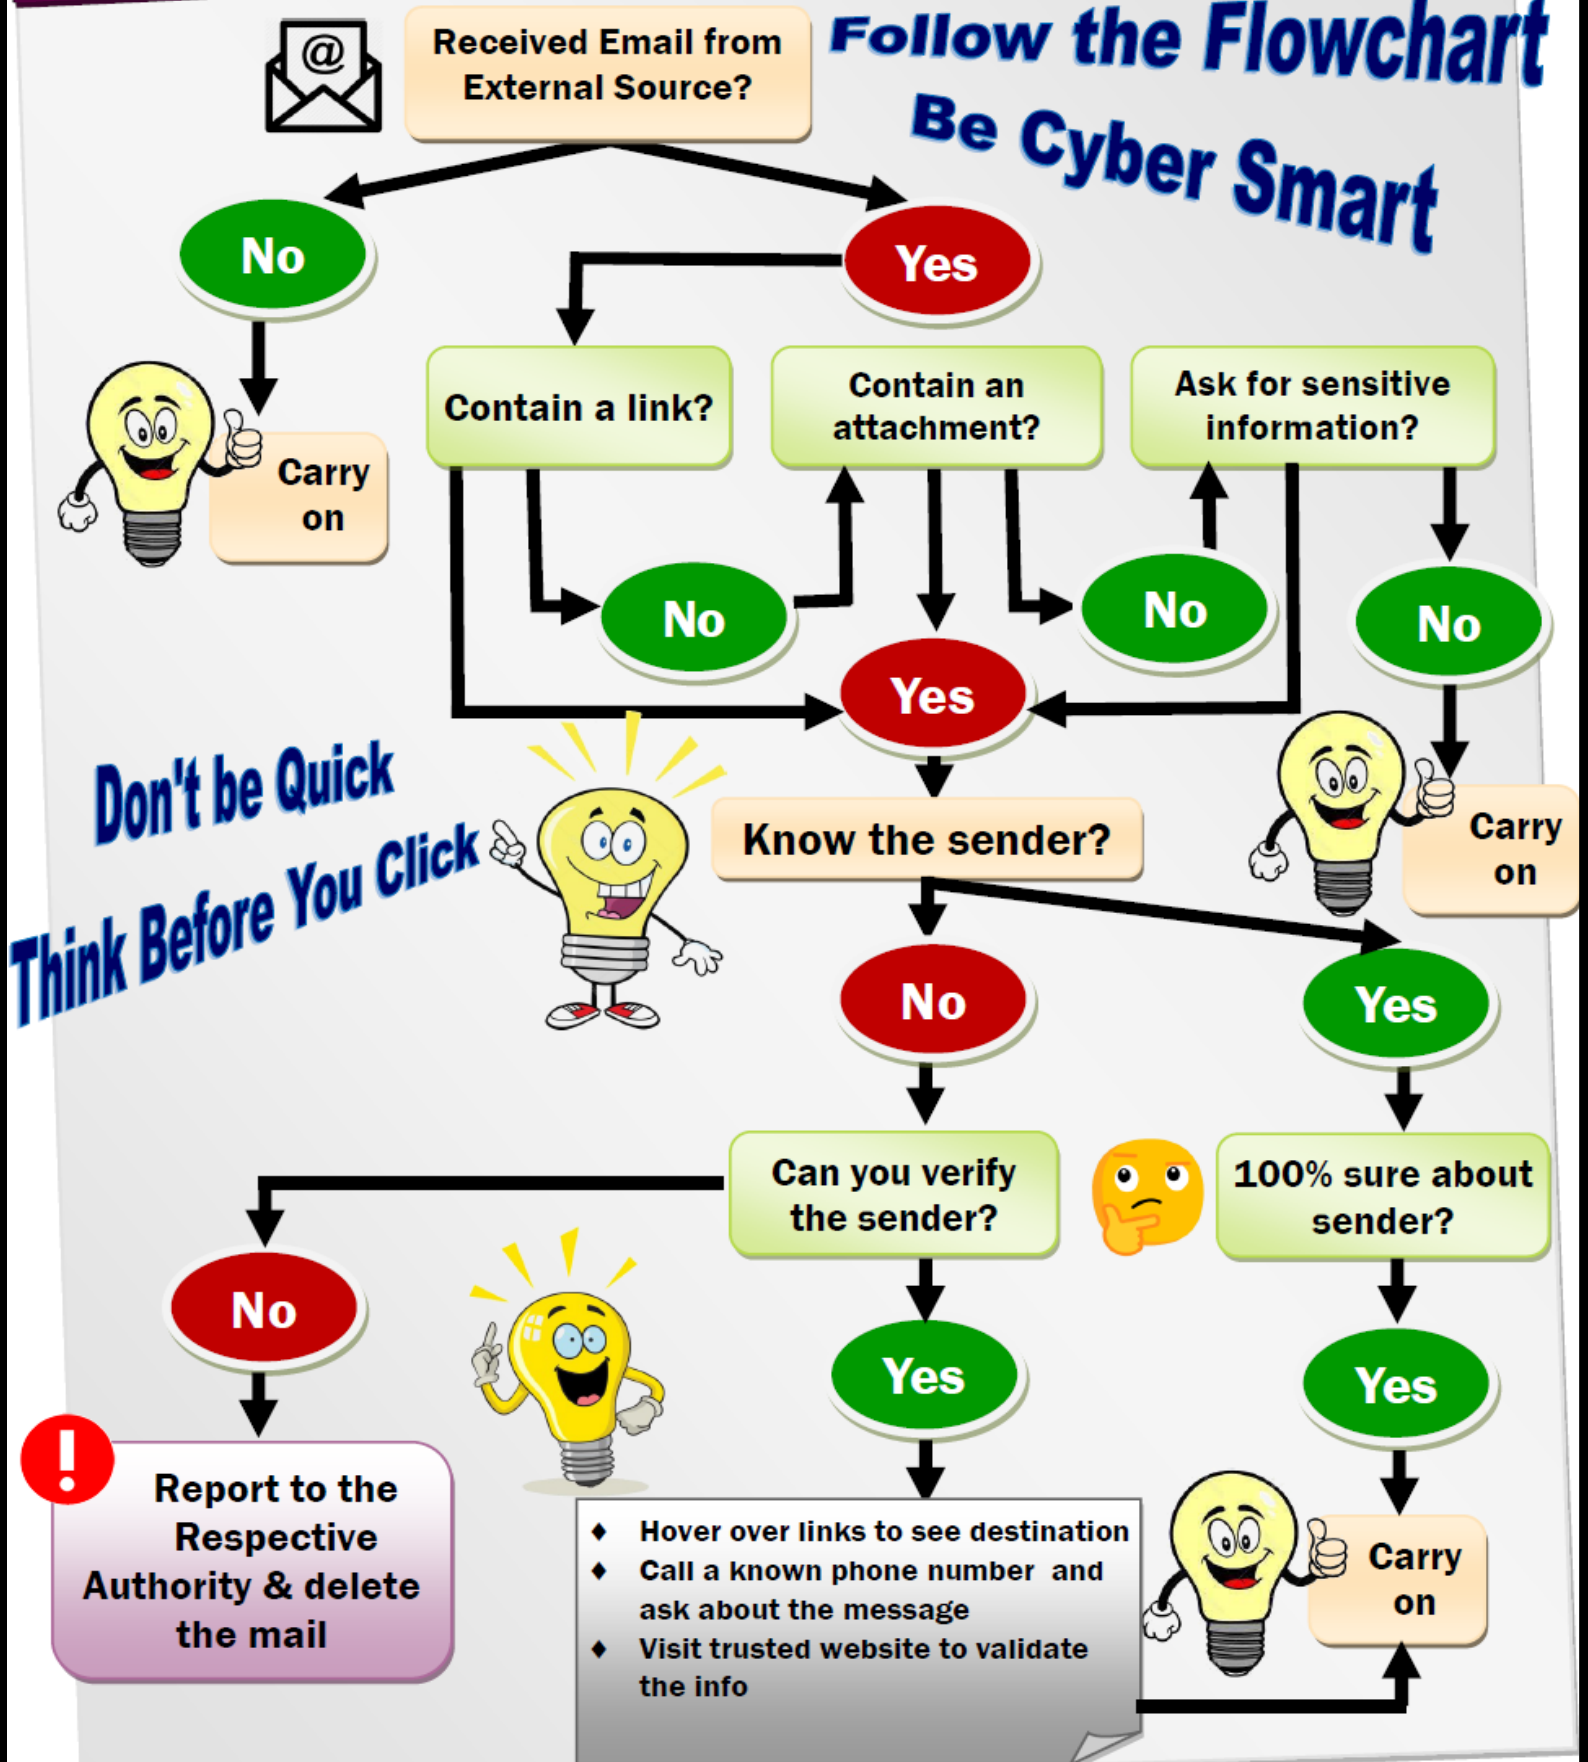 @
Received Email from
External Source?
Follow the Flowchart
Be Cyber Smart
No
Yes
Carry
on
Contain a link?
Contain an
attachment?
Ask for sensitive
information?
No
No
No
Yes
Don't be Quick
Think Before You Click
Know the sender?
Carry
on
No
Yes
Can you verify
the sender?
100% sure about
sender?
No
Yes
Yes
!
Report to the
Respective
Authority & delete
the mail
♦ Hover over links to see destination
♦ Call a known phone number and
ask about the message
♦ Visit trusted website to validate
the info
Carry
on